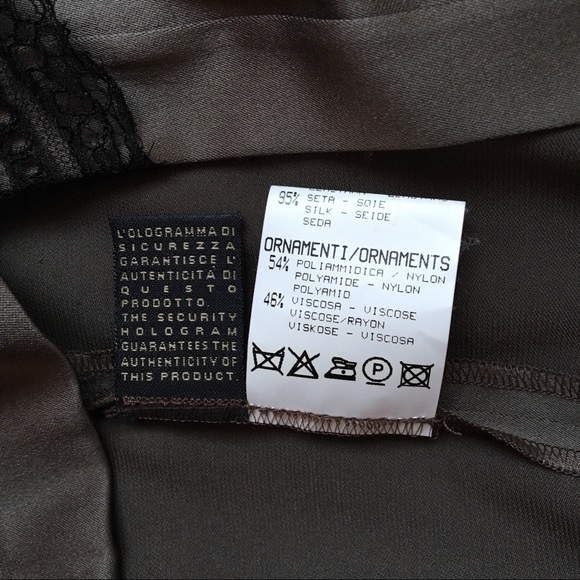 L'OLOGRAMMA DI
SICUREZZA
GARANTISCE L'
AUTENTICITÀ DI
QUESTO
PRODOTTO.
THE SECURITY
HOLOGRAM
GUARANTEES THE
AUTHENTICITY OF
THIS PRODUCT.
95% SETA - SOIE
SILK - SEIDE
SEDA
ORNAMENTI/ORNAMENTS
54% POLIAMMIDICA / NYLON
POLYAMIDE - NYLON
POLYAMID
46% VISCOSA - VISCOSE
VISCOSE/RAYON
VISKOSE - VISCOSA
P